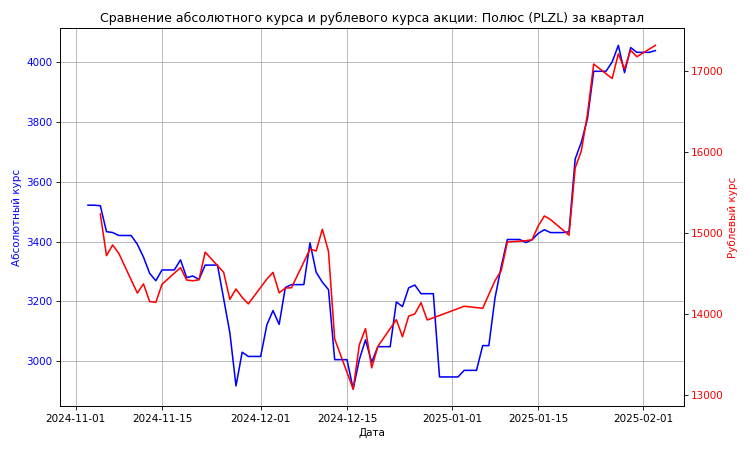 Сравнение абсолютного курса и рублевого курса акции: Полюс (PLZL) за квартал
Абсолютный курс
4000
3800
3600
3400
3200
3000
17000
16000
15000
14000
13000
Рублевый курс
2024-11-01 2024-11-15 2024-12-01 2024-12-15 2025-01-01 2025-01-15 2025-02-01
Дата